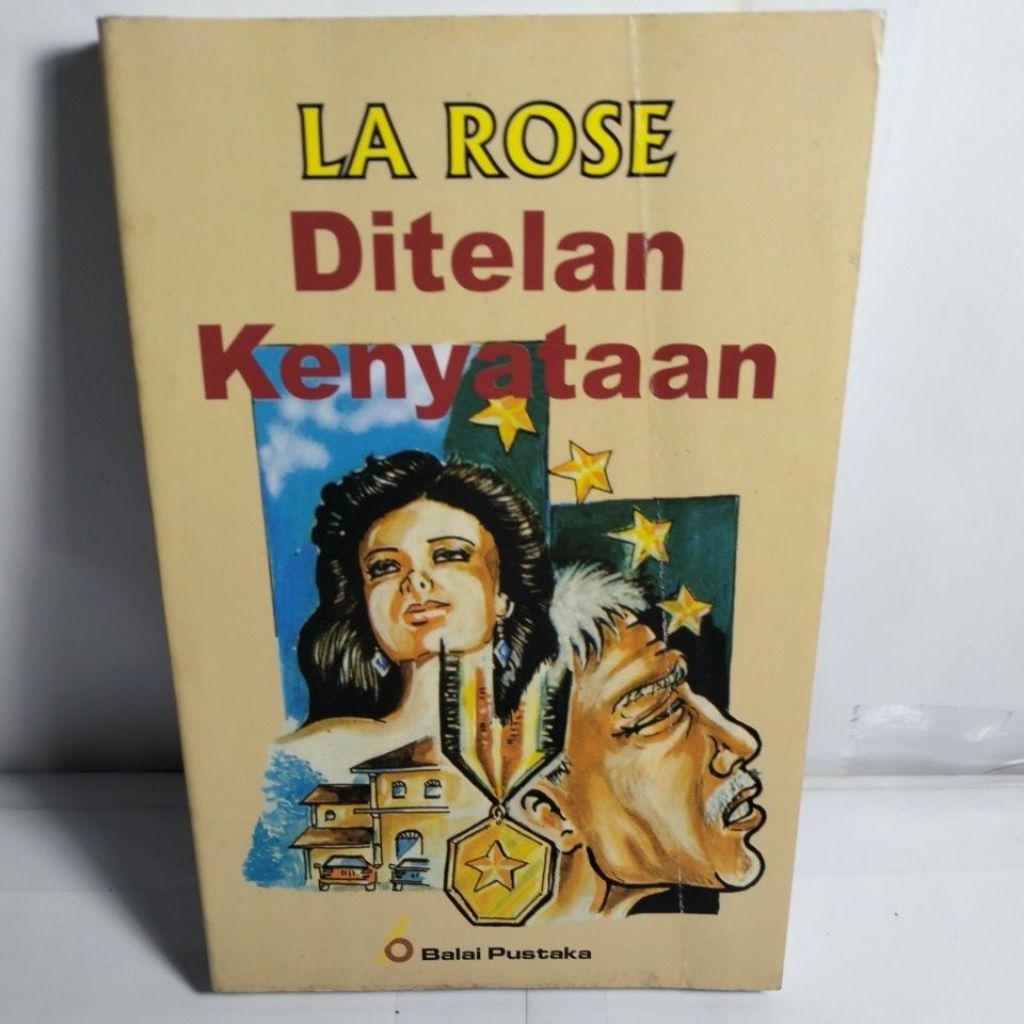 LA ROSE
Ditelan
Kenyataan
Balai Pustaka